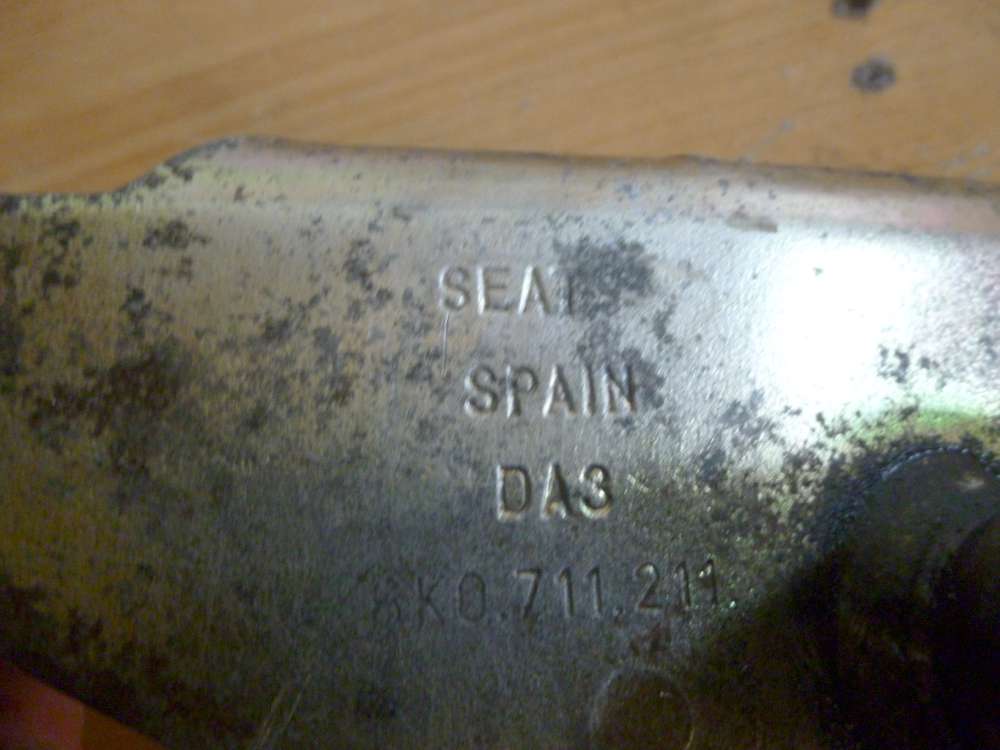 SEAT
SPAIN
DA3
6K0.711.211